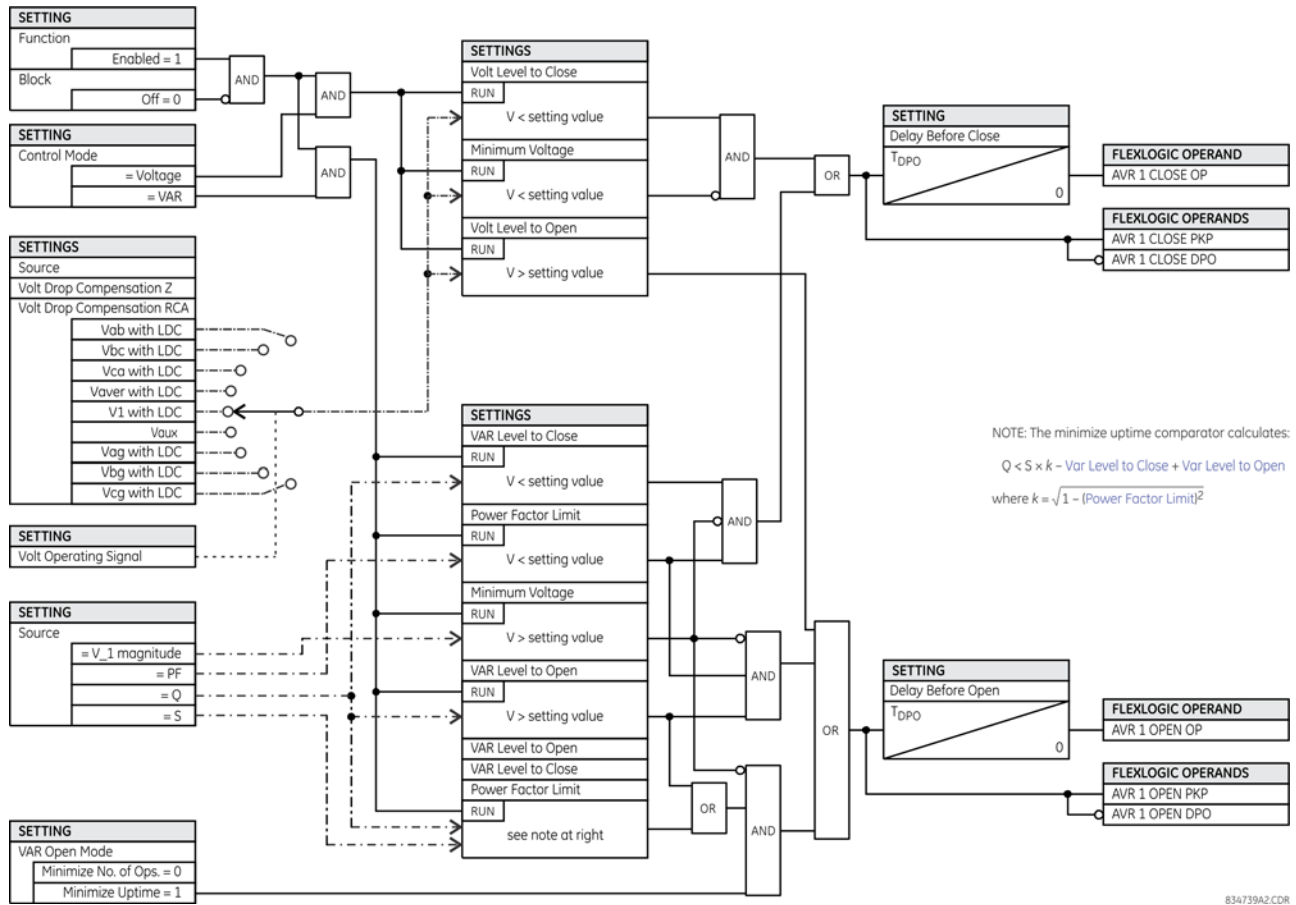 SETTING
Function
Enabled = 1
Block
Off = 0
AND
AND
AND
SETTING
Control Mode
= Voltage
= VAR
SETTINGS
Source
Volt Drop Compensation Z
Volt Drop Compensation RCA
Vab with LDC
Vbc with LDC
Vca with LDC
Vaver with LDC
V1 with LDC
Vaux
Vag with LDC
Vbg with LDC
Vcg with LDC
SETTING
Volt Operating Signal
SETTING
Source
= V_1 magnitude
= PF
= Q
= S
SETTING
VAR Open Mode
Minimize No. of Ops. = 0
Minimize Uptime = 1
SETTINGS
Volt Level to Close
RUN
V < setting value
Minimum Voltage
RUN
V < setting value
Volt Level to Open
RUN
V > setting value
SETTINGS
VAR Level to Close
RUN
V < setting value
Power Factor Limit
RUN
V < setting value
Minimum Voltage
RUN
V > setting value
VAR Level to Open
RUN
V > setting value
VAR Level to Open
VAR Level to Close
Power Factor Limit
RUN
see note at right
AND
OR
AND
AND
OR
AND
OR
SETTING
Delay Before Close
TDPO
0
FLEXLOGIC OPERAND
AVR 1 CLOSE OP
FLEXLOGIC OPERANDS
AVR 1 CLOSE PKP
AVR 1 CLOSE DPO
NOTE: The minimize uptime comparator calculates:
Q < S × k – Var Level to Close + Var Level to Open
where k = √1 – (Power Factor Limit)²
SETTING
Delay Before Open
TDPO
0
FLEXLOGIC OPERAND
AVR 1 OPEN OP
FLEXLOGIC OPERANDS
AVR 1 OPEN PKP
AVR 1 OPEN DPO
834739A2.CDR